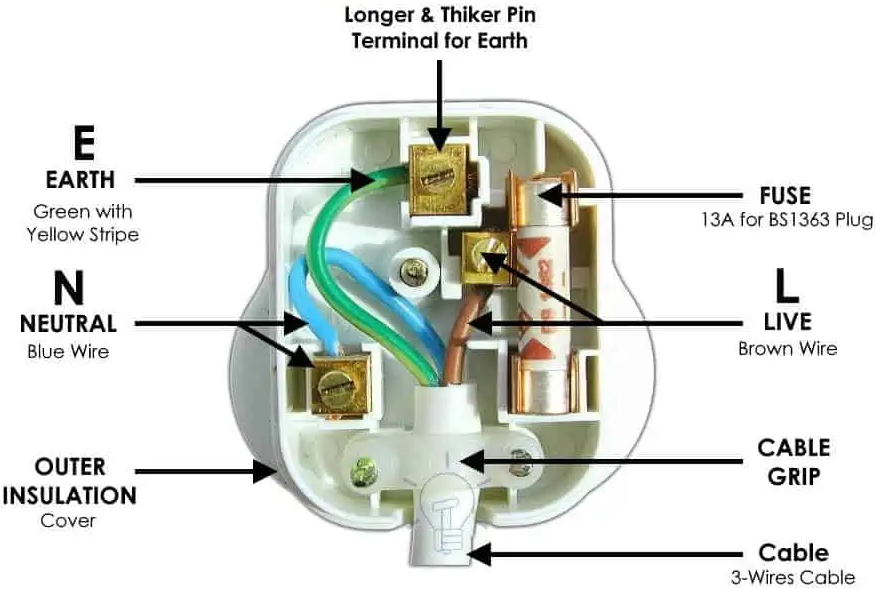 Longer & Thiker Pin
Terminal for Earth
E
EARTH
Green with
Yellow Stripe
FUSE
13A for BS1363 Plug
N
NEUTRAL
Blue Wire
L
LIVE
Brown Wire
OUTER
INSULATION
Cover
CABLE
GRIP
Cable
3-Wires Cable